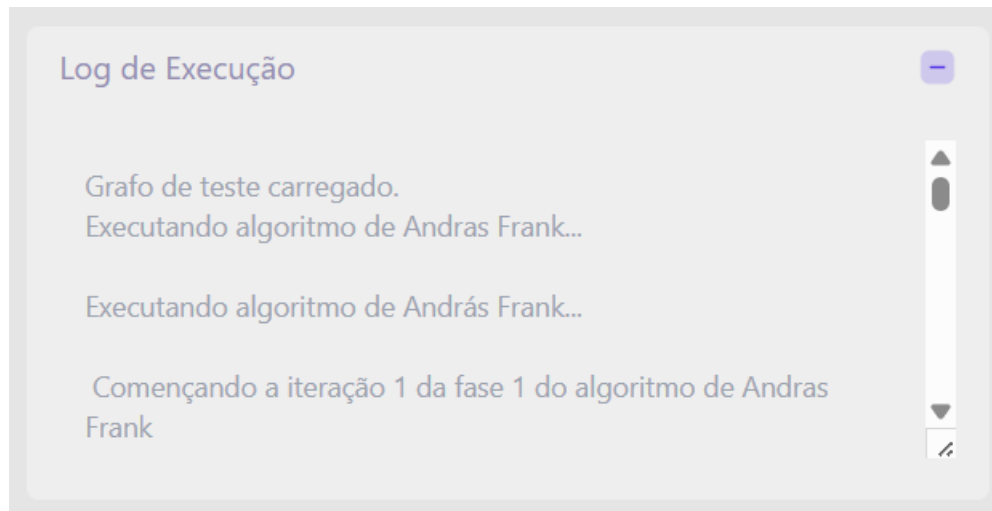 Log de Execução
Grafo de teste carregado.
Executando algoritmo de Andras Frank...
Executando algoritmo de András Frank...
Començando a iteração 1 da fase 1 do algoritmo de Andras
Frank